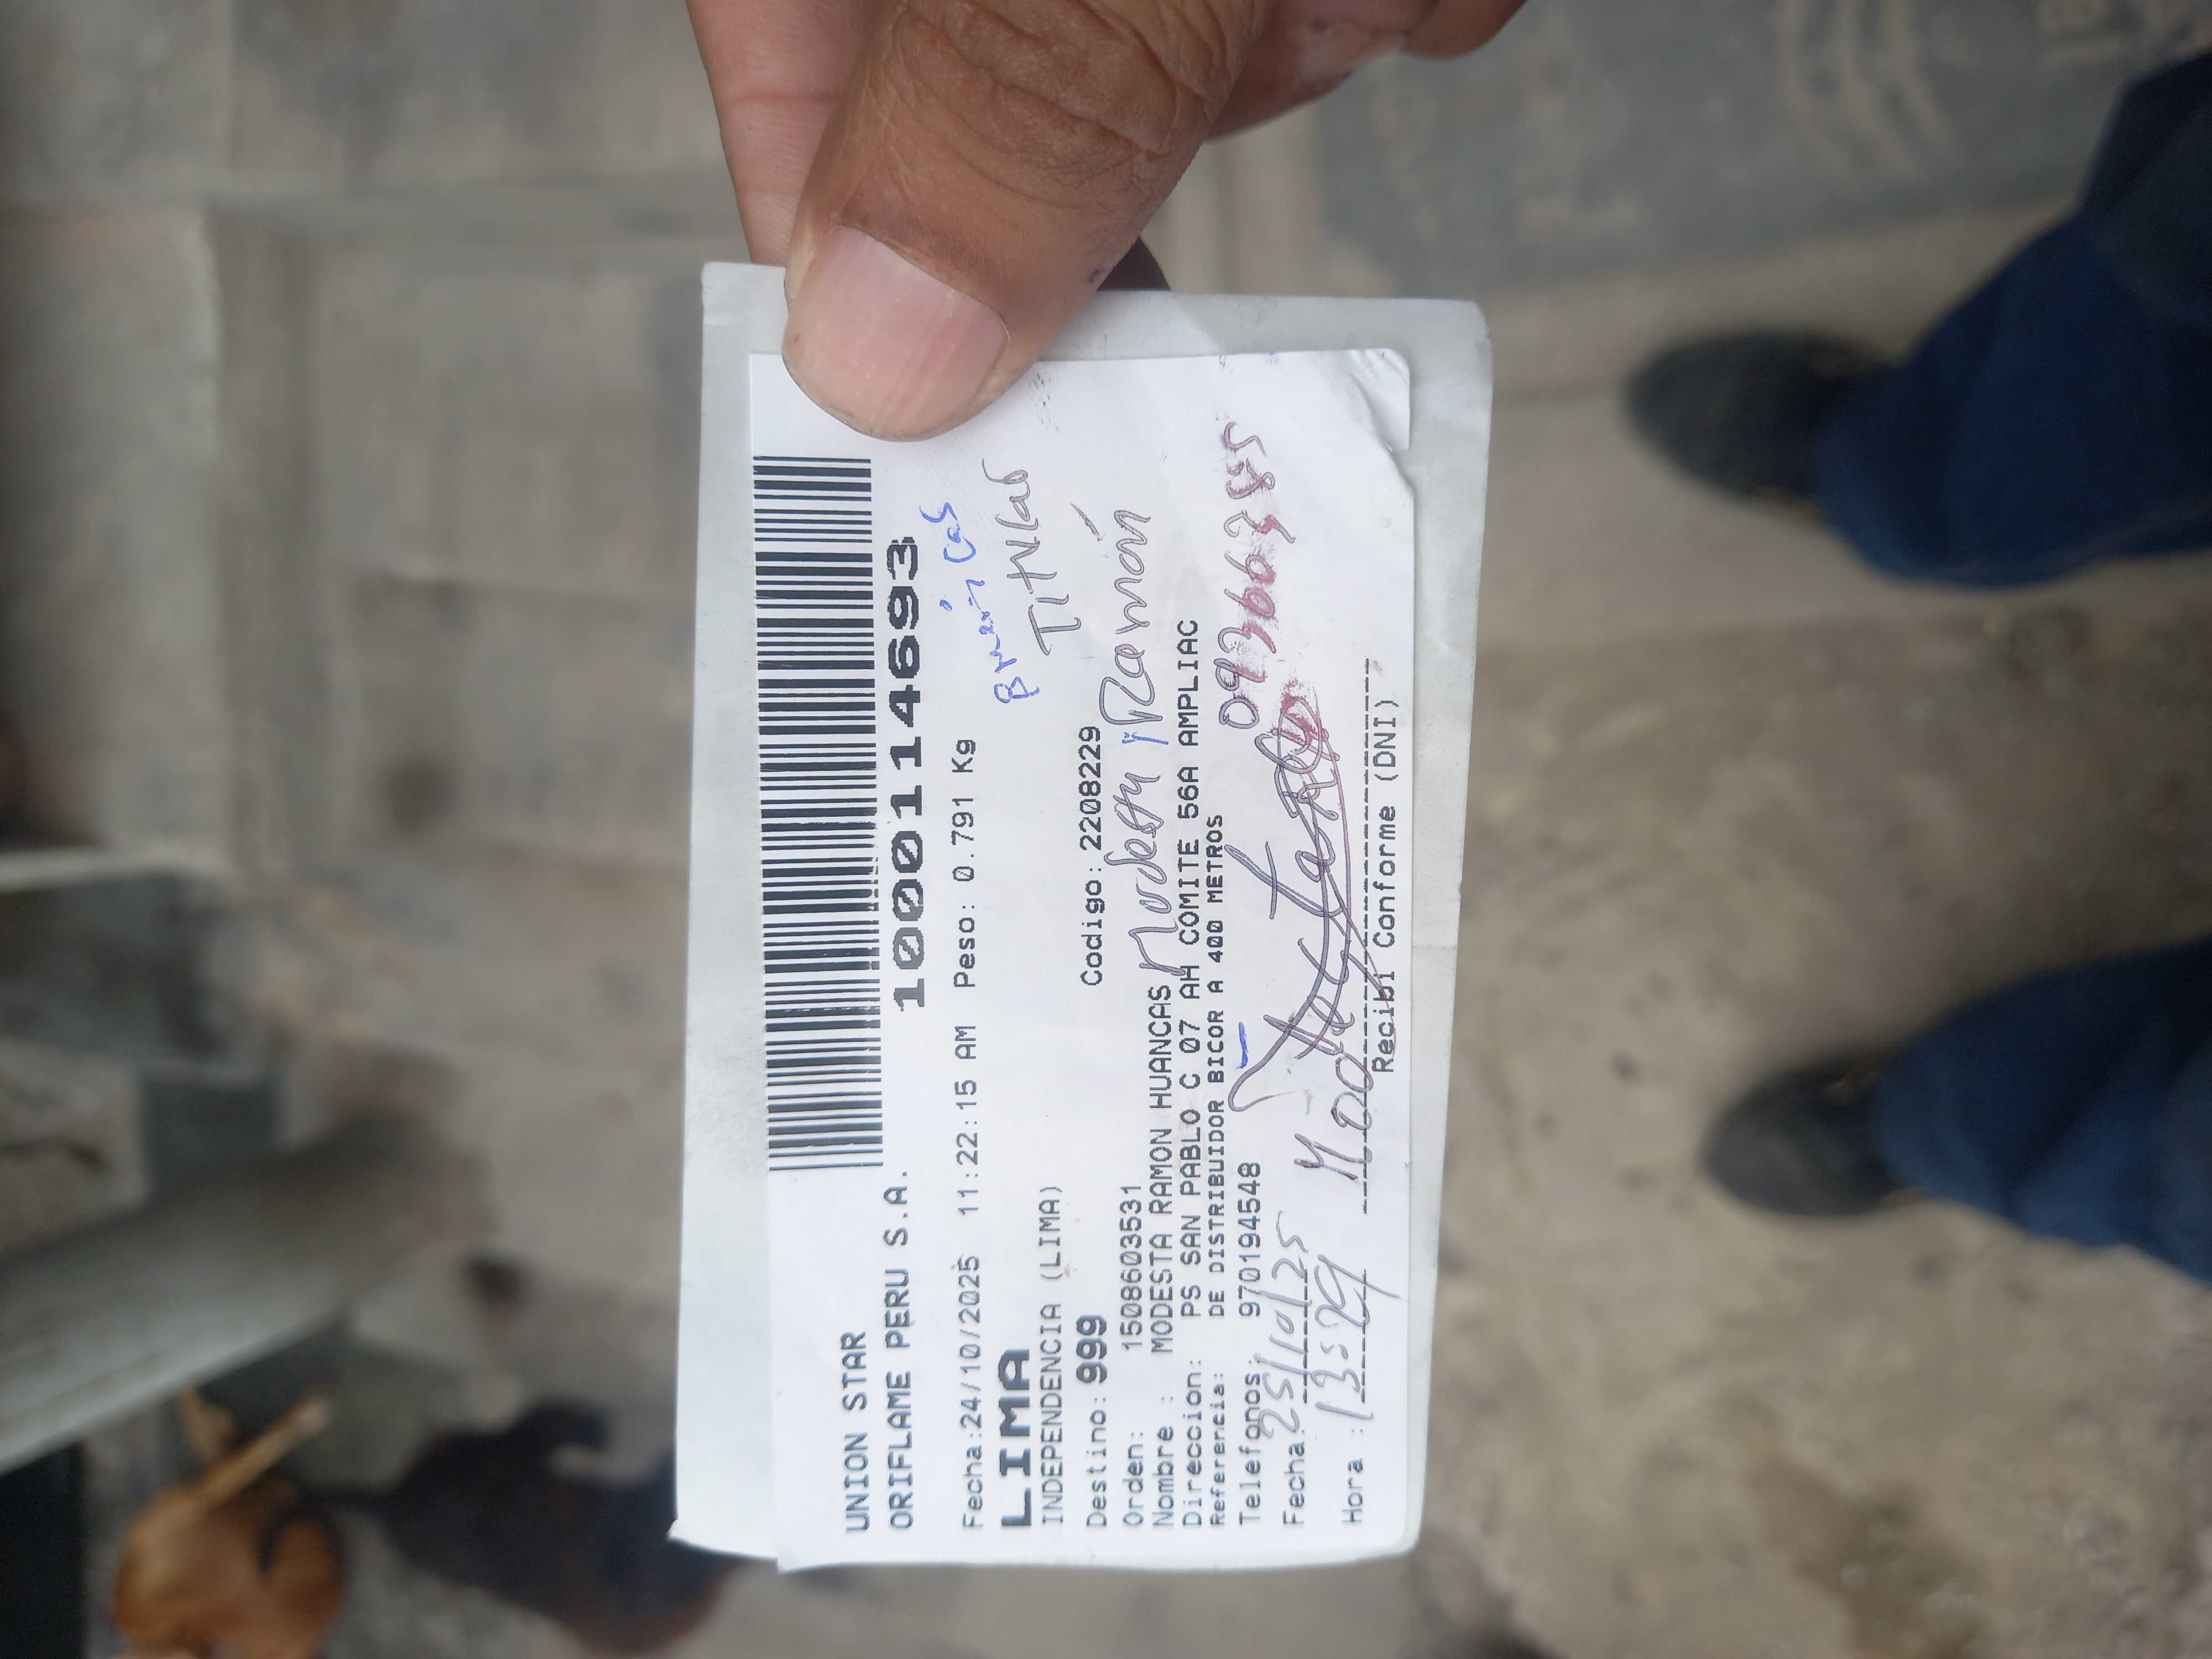 UNION STAR
ORIFLAME PERU S.A.
10001114693
Fecha:24/10/2025 11:22:15 AM Peso: 0.791 Kg
LIMA
INDEPENDENCIA (LIMA)
Titular
Destino: 999
Codigo: 2208229
Orden: 1508603531
Nombre : MODESTA RAMON HUANCAS
Ramón
Direccion: PS SAN PABLO C 07 AH COMITE 56A AMPLIAC
Referencia: DE DISTRIBUIDOR BICOR A 400 METROS
Telefonos: 970194548
Fecha: 25/10/25
Hora : 13:29
Recibi Conforme (DNI)